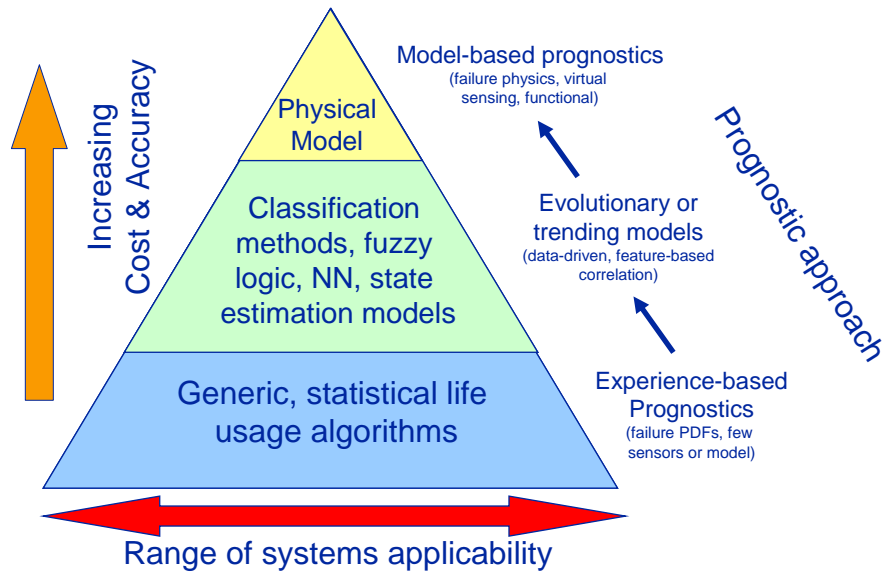 Model-based prognostics
(failure physics, virtual
sensing, functional)
Physical
Model
Increasing
Cost & Accuracy
Prognostic approach
Classification
methods, fuzzy
logic, NN, state
estimation models
Evolutionary or
trending models
(data-driven, feature-based
correlation)
Generic, statistical life
usage algorithms
Experience-based
Prognostics
(failure PDFs, few
sensors or model)
Range of systems applicability